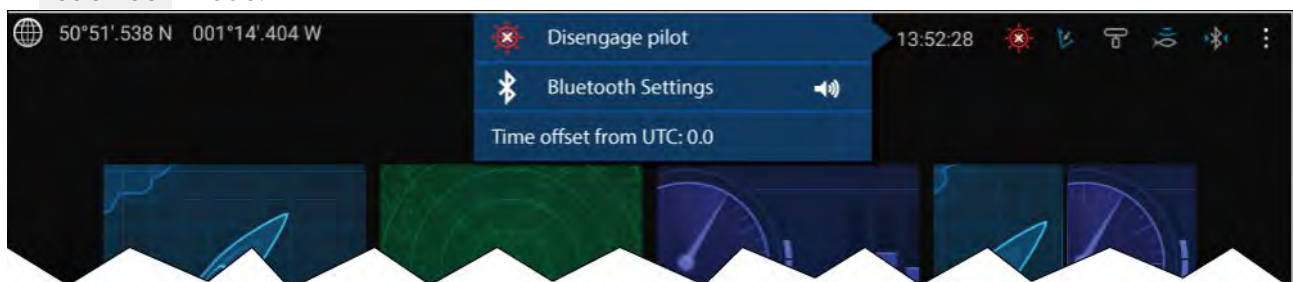 50°51'.538 N 001°14'.404 W
Disengage pilot
13:52:28
Bluetooth Settings
Time offset from UTC: 0.0